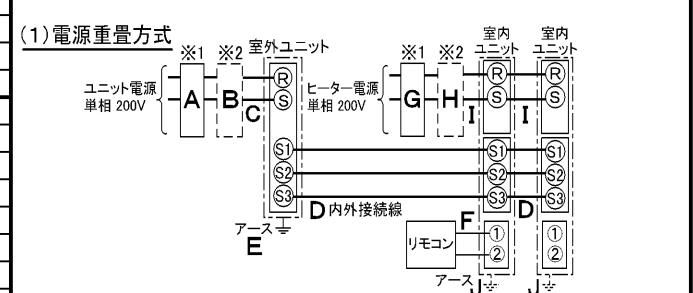 (1)電源重畳方式
※1 ※2 室外ユニット
ユニット電源
単相 200V
A B C
R
S
S1
S2
S3
アース
E
D 内外接続線
※1 ※2
ヒーター電源
単相 200V
G H I I
室内
ユニット
R
S
S1
S2
S3
①
②
室内
ユニット
R
S
S1
S2
S3
①
②
D
F
リモコン
アース J J